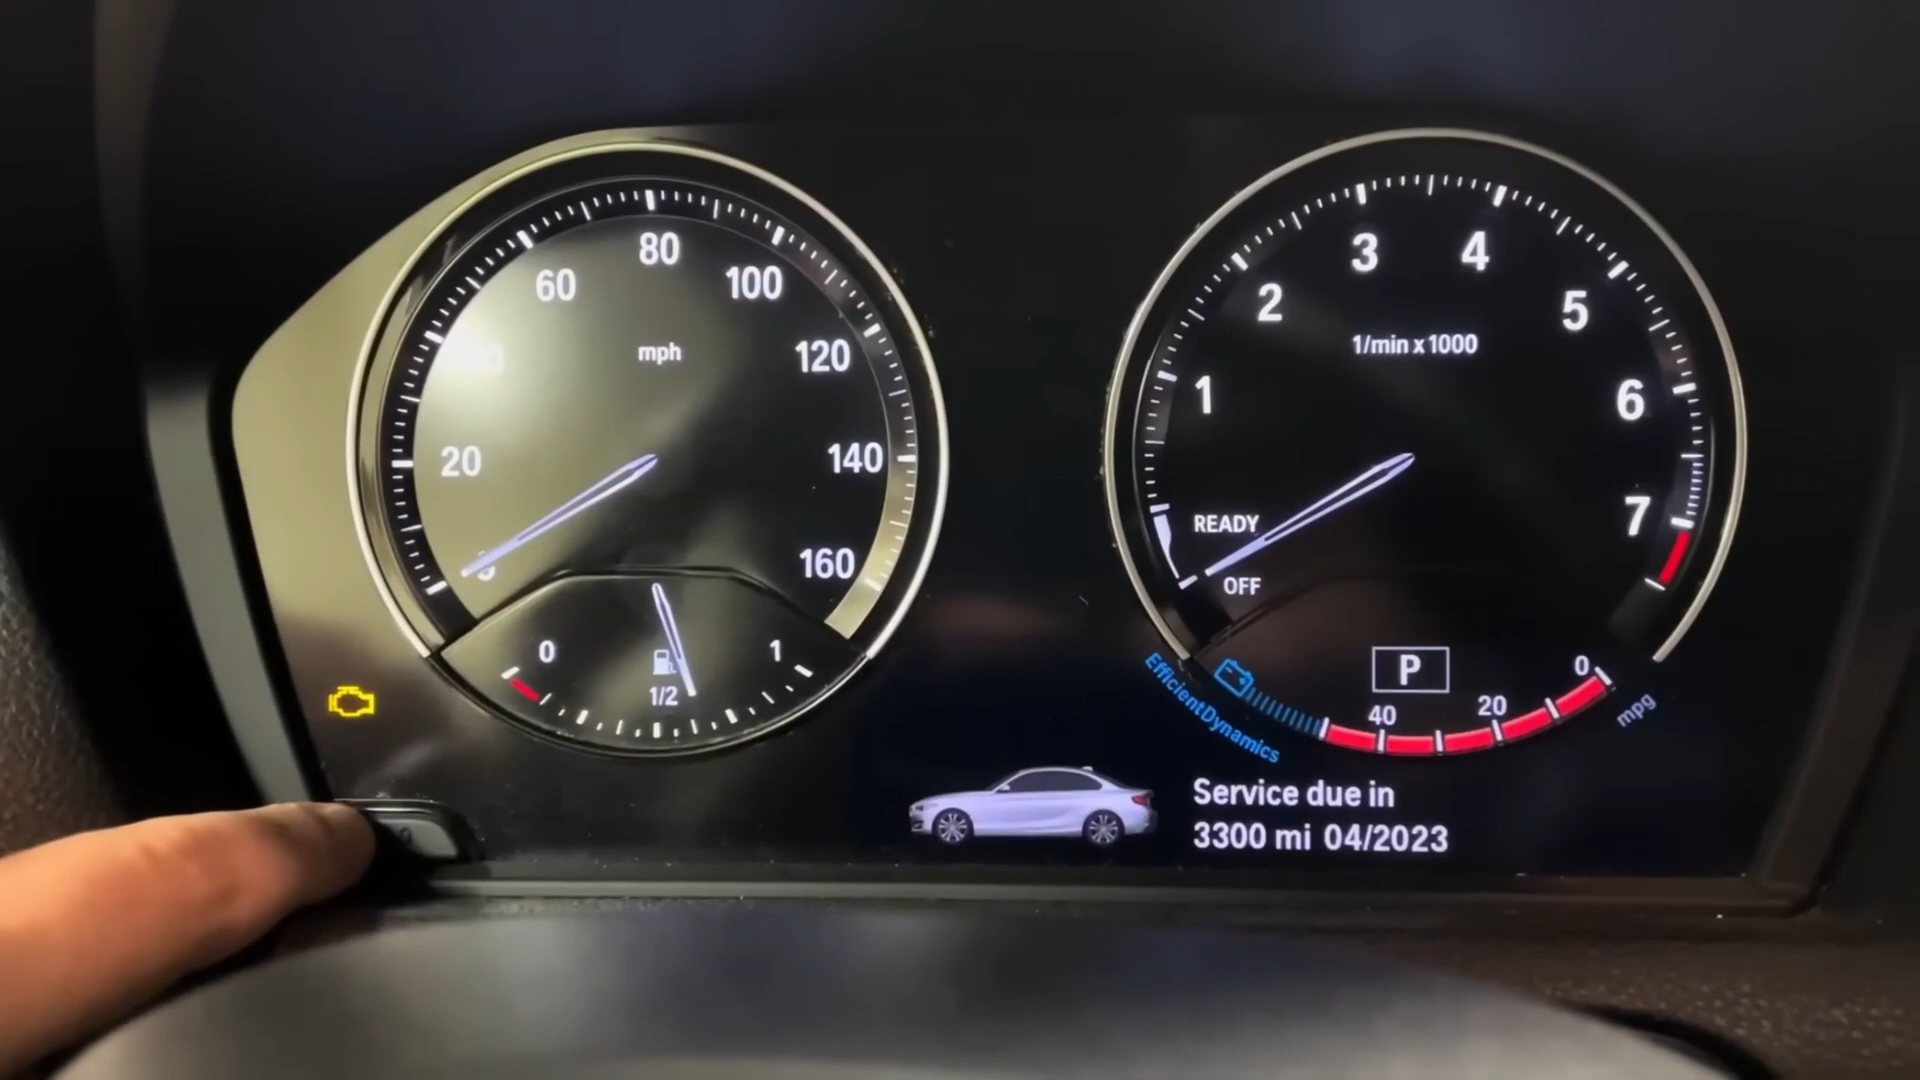 20
60
80
100
120
140
160
mph
0
1/2
1
1
2
3
4
5
6
7
1/min x 1000
READY
OFF
P
EfficientDynamics
40
20
0
mpg
Service due in
3300 mi 04/2023